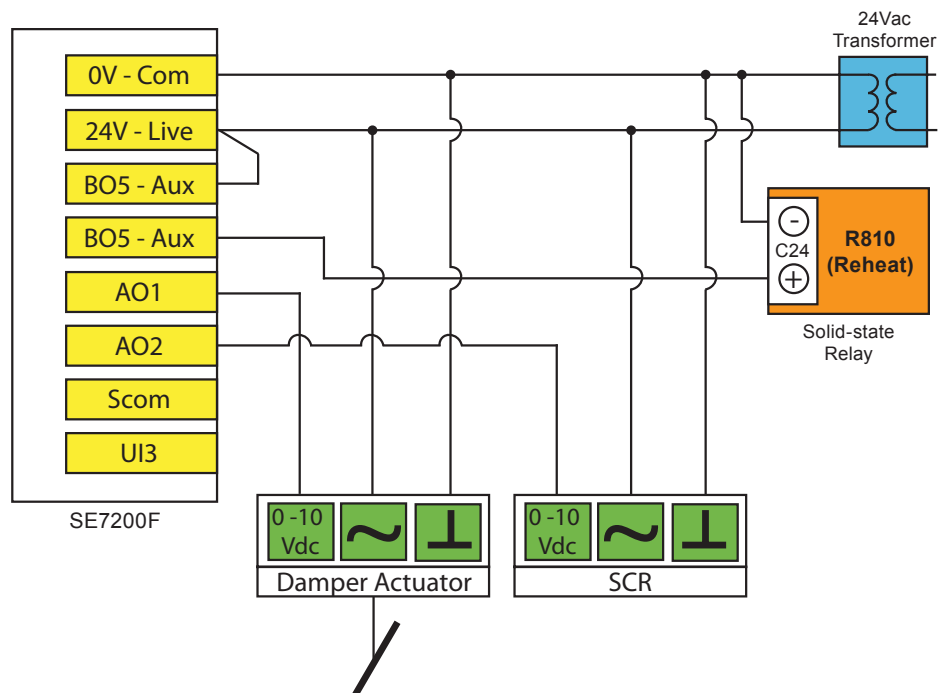 24Vac
Transformer
0V - Com
24V - Live
BO5 - Aux
BO5 - Aux
AO1
AO2
Scom
UI3
SE7200F
-
C24
+
R810
(Reheat)
Solid-state
Relay
0 -10
Vdc
Damper Actuator
0 -10
Vdc
SCR